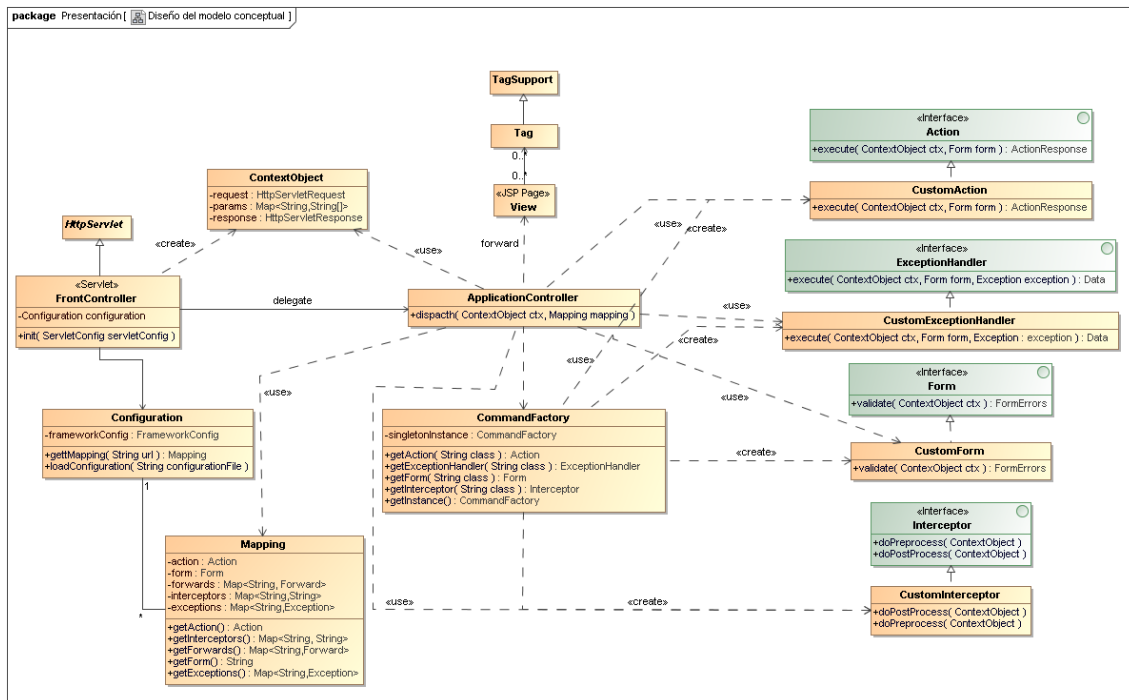 package Presentación [ Diseño del modelo conceptual ]
TagSupport
Tag
0..*
0..*
«JSP Page»
View
forward
«Interface»
Action
+execute( ContextObject ctx, Form form ) : ActionResponse
CustomAction
+execute( ContextObject ctx, Form form ) : ActionResponse
ContextObject
-request : HttpServletRequest
-params : Map<String,String[]>
-response : HttpServletResponse
HttpServlet
«create»
«use»
«use»
«create»
«Interface»
ExceptionHandler
+execute( ContextObject ctx, Form form, Exception exception ) : Data
«Servlet»
FrontController
-Configuration configuration
+init( ServletConfig servletConfig )
delegate
ApplicationController
+dispacth( ContextObject ctx, Mapping mapping )
«use»
CustomExceptionHandler
+execute( ContextObject ctx, Form form, Exception : exception ) : Data
«create»
«use»
«use»
«Interface»
Form
+validate( ContextObject ctx ) : FormErrors
Configuration
-frameworkConfig : FrameworkConfig
+gettMapping( String url ) : Mapping
+loadConfiguration( String configurationFile )
CommandFactory
-singletonInstance : CommandFactory
+getAction( String class ) : Action
+getExceptionHandler( String class ) : ExceptionHandler
+getForm( String class ) : Form
+getInterceptor( String class ) : Interceptor
+getInstance() : CommandFactory
«create»
CustomForm
+validate( ContextObject ctx ) : FormErrors
1
*
«Interface»
Interceptor
+doPreprocess( ContextObject )
+doPostProcess( ContextObject )
Mapping
-action : Action
-form : Form
-forwards : Map<String, Forward>
-interceptors : Map<String,String>
-exceptions : Map<String,Exception>
+getAction() : Action
+getInterceptors() : Map<String, String>
+getForwards() : Map<String,Forward>
+getForm() : String
+getExceptions() : Map<String,Exception>
«use»
«create»
CustomInterceptor
+doPostProcess( ContextObject )
+doPreprocess( ContextObject )